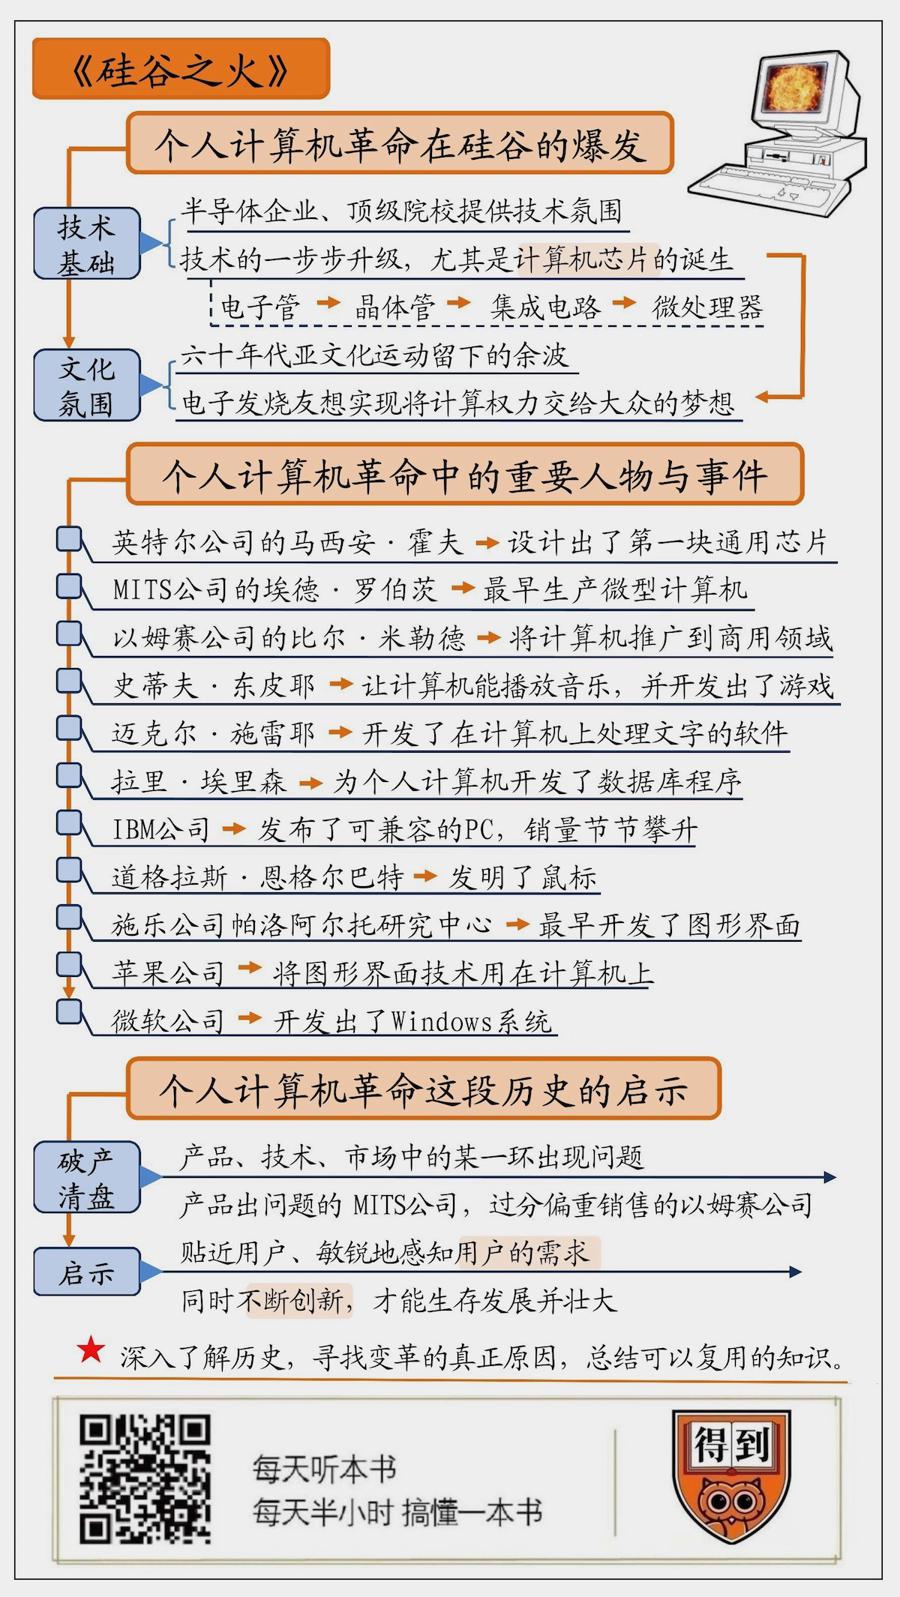 《硅谷之火》
个人计算机革命在硅谷的爆发
技术
基础
半导体企业、顶级院校提供技术氛围
技术的一步步升级，尤其是计算机芯片的诞生
电子管 → 晶体管 → 集成电路 → 微处理器
文化
氛围
六十年代亚文化运动留下的余波
电子发烧友想实现将计算权力交给大众的梦想
个人计算机革命中的重要人物与事件
英特尔公司的马西安·霍夫 → 设计出了第一块通用芯片
MITS公司的埃德·罗伯茨 → 最早生产微型计算机
以姆赛公司的比尔·米勒德 → 将计算机推广到商用领域
史蒂夫·东皮耶 → 让计算机能播放音乐，并开发出了游戏
迈克尔·施雷耶 → 开发了在计算机上处理文字的软件
拉里·埃里森 → 为个人计算机开发了数据库程序
IBM公司 → 发布了可兼容的PC，销量节节攀升
道格拉斯·恩格尔巴特 → 发明了鼠标
施乐公司帕洛阿尔托研究中心 → 最早开发了图形界面
苹果公司 → 将图形界面技术用在计算机上
微软公司 → 开发出了Windows系统
个人计算机革命这段历史的启示
破产
清盘
产品、技术、市场中的某一环出现问题
产品出问题的 MITS公司，过分偏重销售的以姆赛公司
启示
贴近用户、敏锐地感知用户的需求
同时不断创新，才能生存发展并壮大
★ 深入了解历史，寻找变革的真正原因，总结可以复用的知识。
每天听本书
每天半小时 搞懂一本书
得到